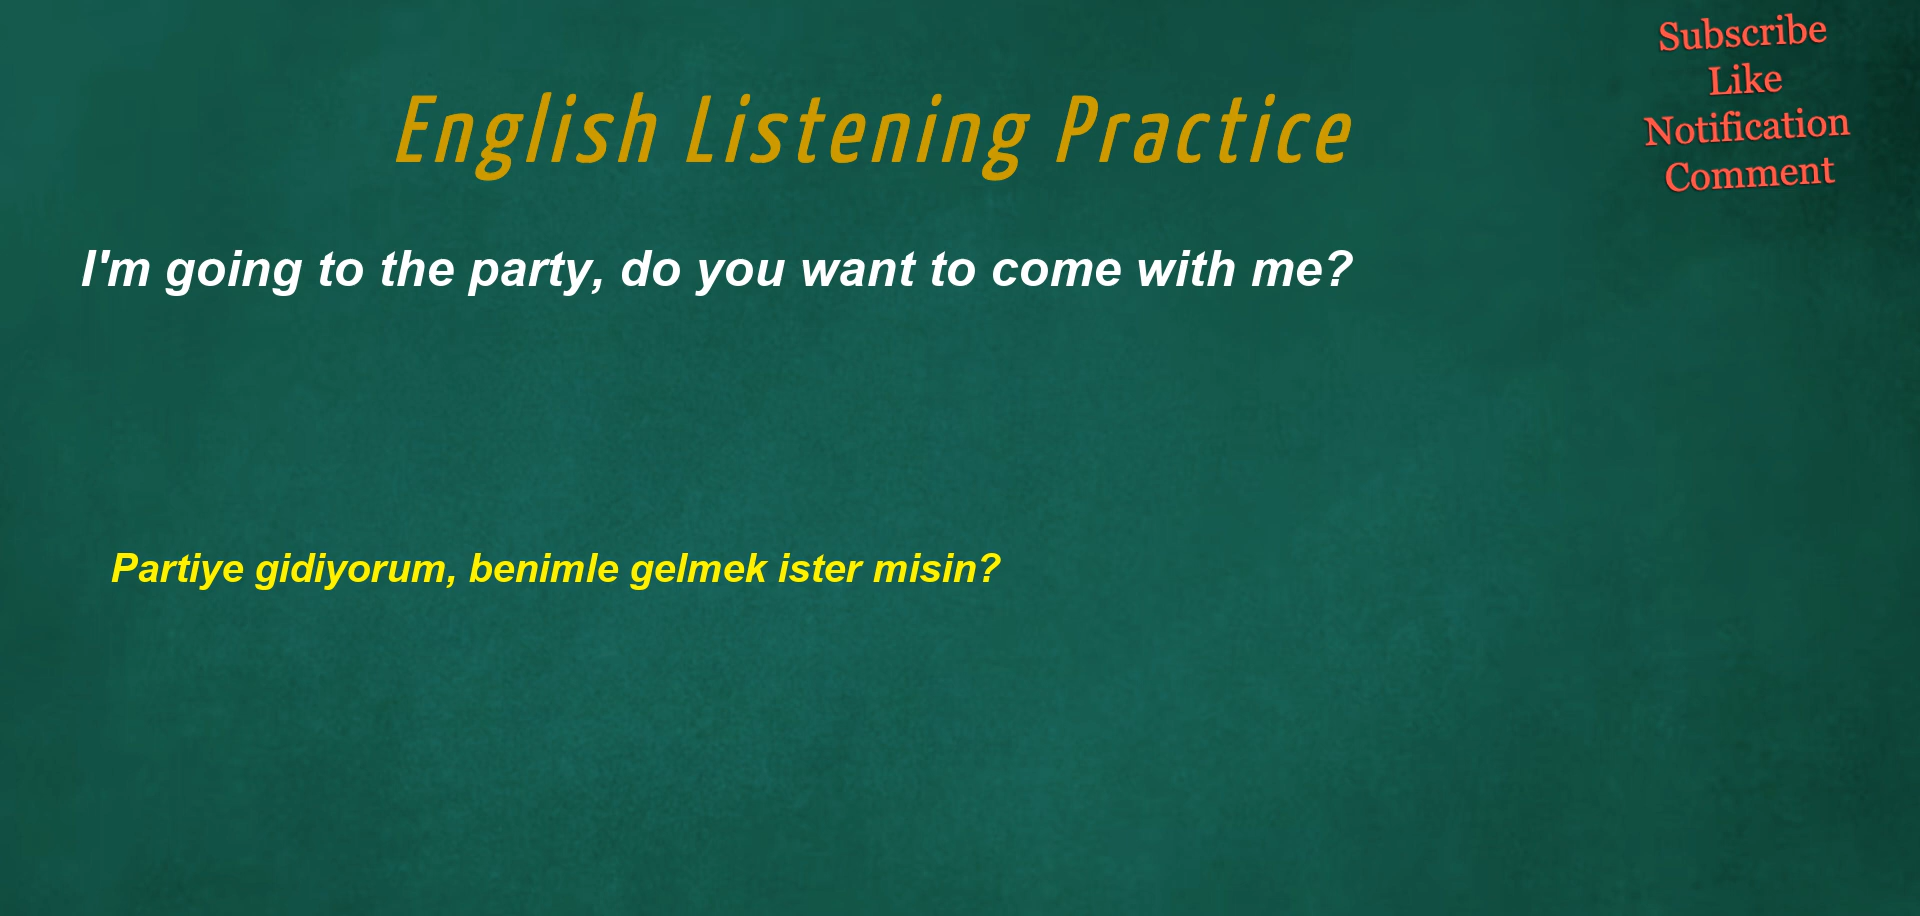 English Listening Practice
Subscribe
Like
Notification
Comment
I'm going to the party, do you want to come with me?
Partiye gidiyorum, benimle gelmek ister misin?